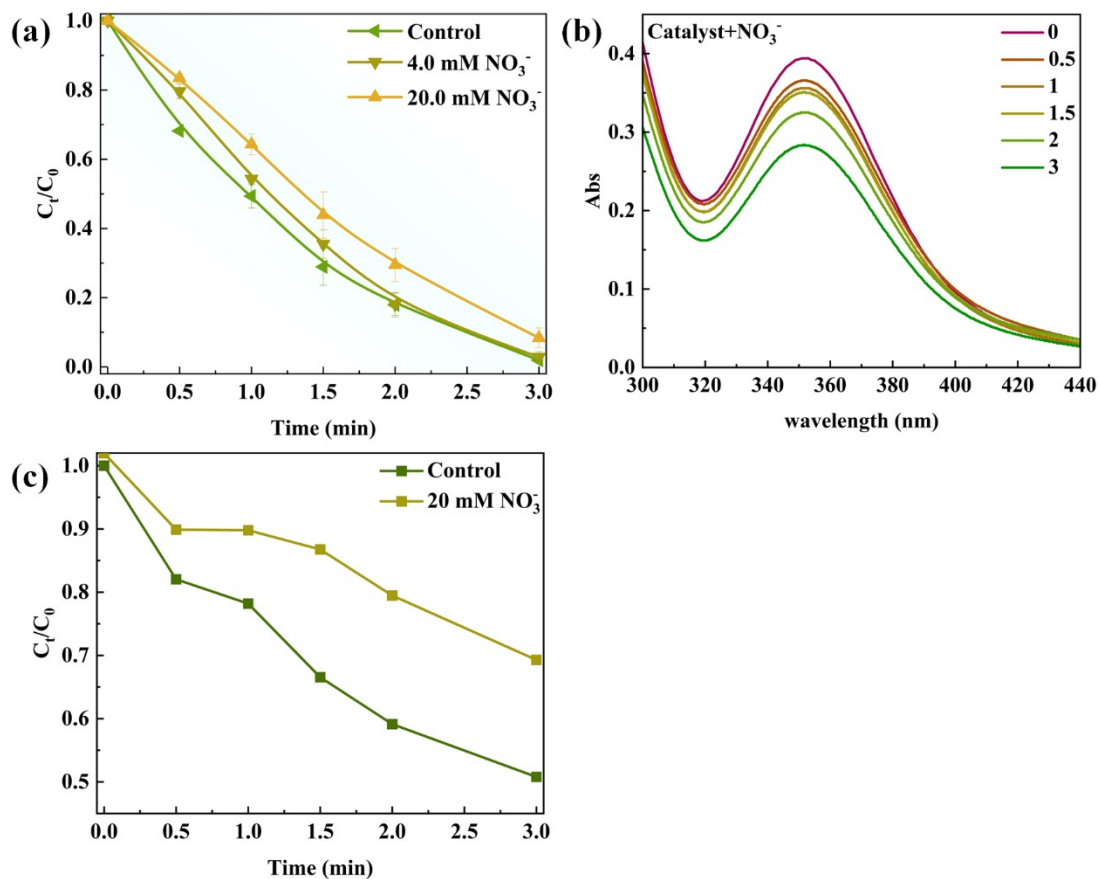 (a)
Control
4.0 mM NO₃⁻
20.0 mM NO₃⁻
1.0
0.8
0.6
0.4
0.2
0.0
Cₜ/C₀
0.0 0.5 1.0 1.5 2.0 2.5 3.0
Time (min)
(b)
Catalyst+NO₃⁻
0
0.5
1
1.5
2
3
0.4
0.3
0.2
0.1
0.0
Abs
300 320 340 360 380 400 420 440
wavelength (nm)
(c)
Control
20 mM NO₃⁻
1.0
0.9
0.8
0.7
0.6
0.5
Cₜ/C₀
0.0 0.5 1.0 1.5 2.0 2.5 3.0
Time (min)